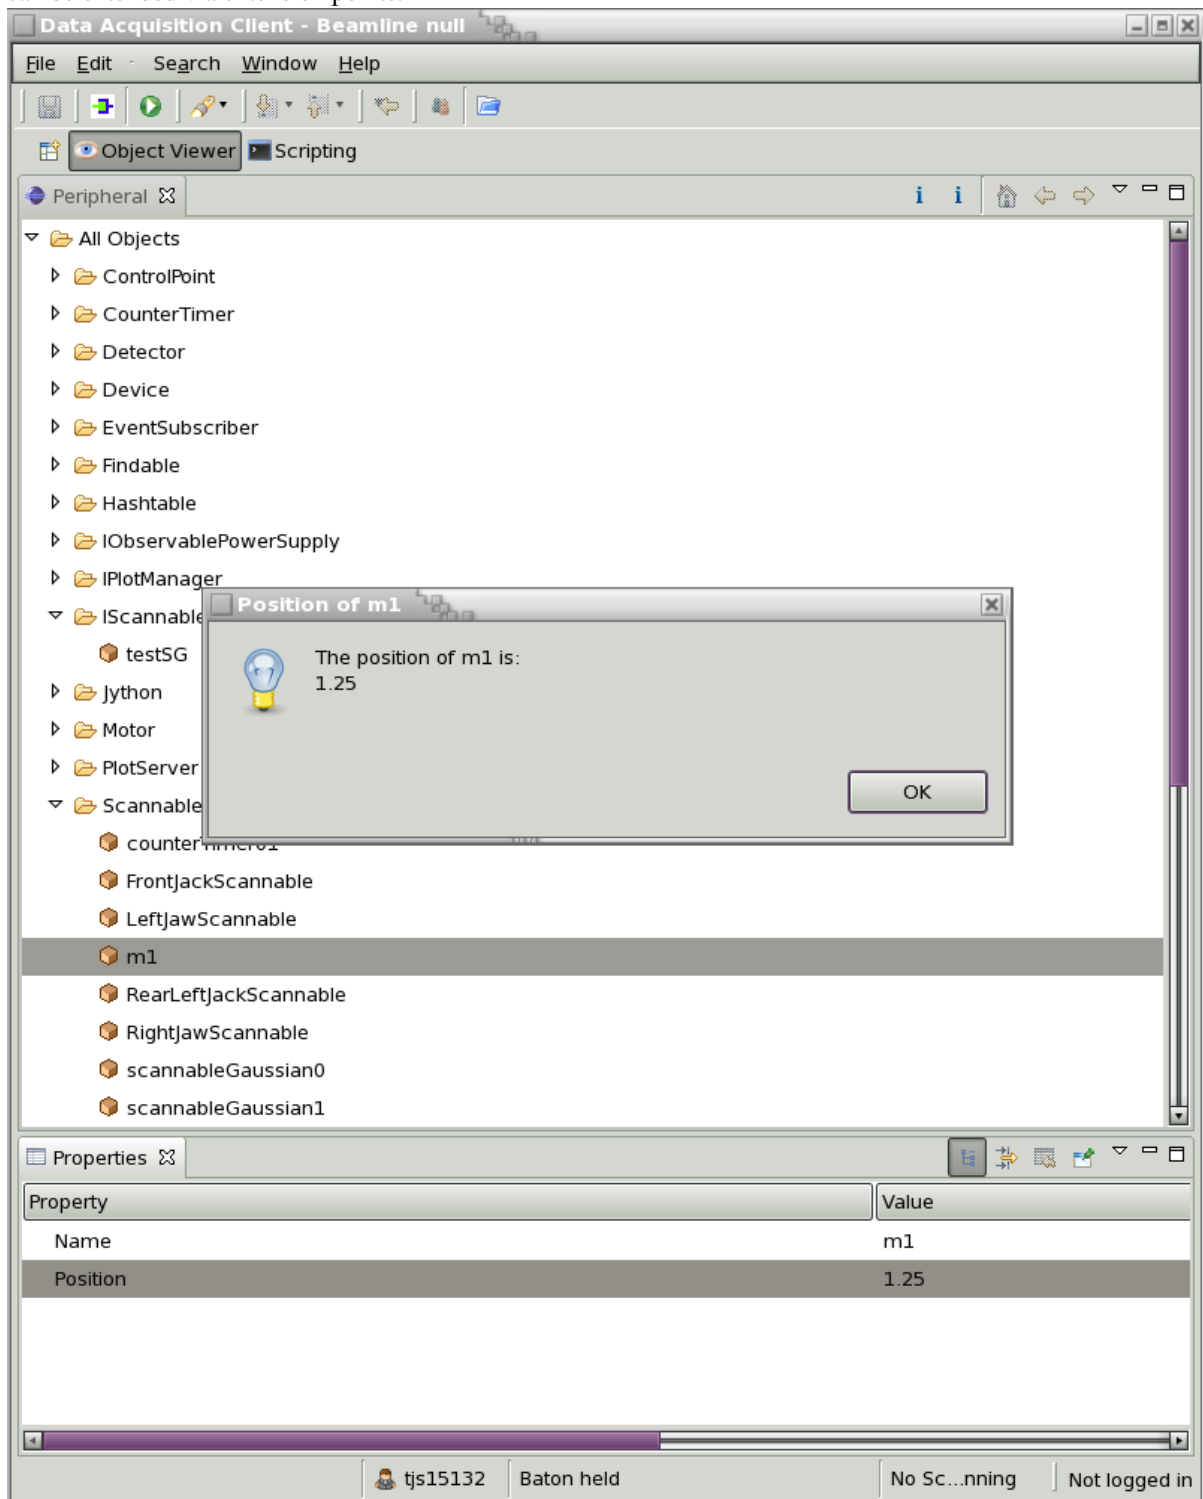 Data Acquisition Client - Beamline null
File Edit Search Window Help
Object Viewer Scripting
Peripheral
All Objects
ControlPoint
CounterTimer
Detector
Device
EventSubscriber
Findable
Hashtable
IObservablePowerSupply
IPlotManager
IScannable
testSG
Jython
Motor
PlotServer
Scannable
Position of m1
The position of m1 is:
1.25
OK
counterTimer01
FrontJackScannable
LeftJawScannable
m1
RearLeftJackScannable
RightJawScannable
scannableGaussian0
scannableGaussian1
Properties
Property Value
Name m1
Position 1.25
tjs15132 Baton held No Sc...nning Not logged in